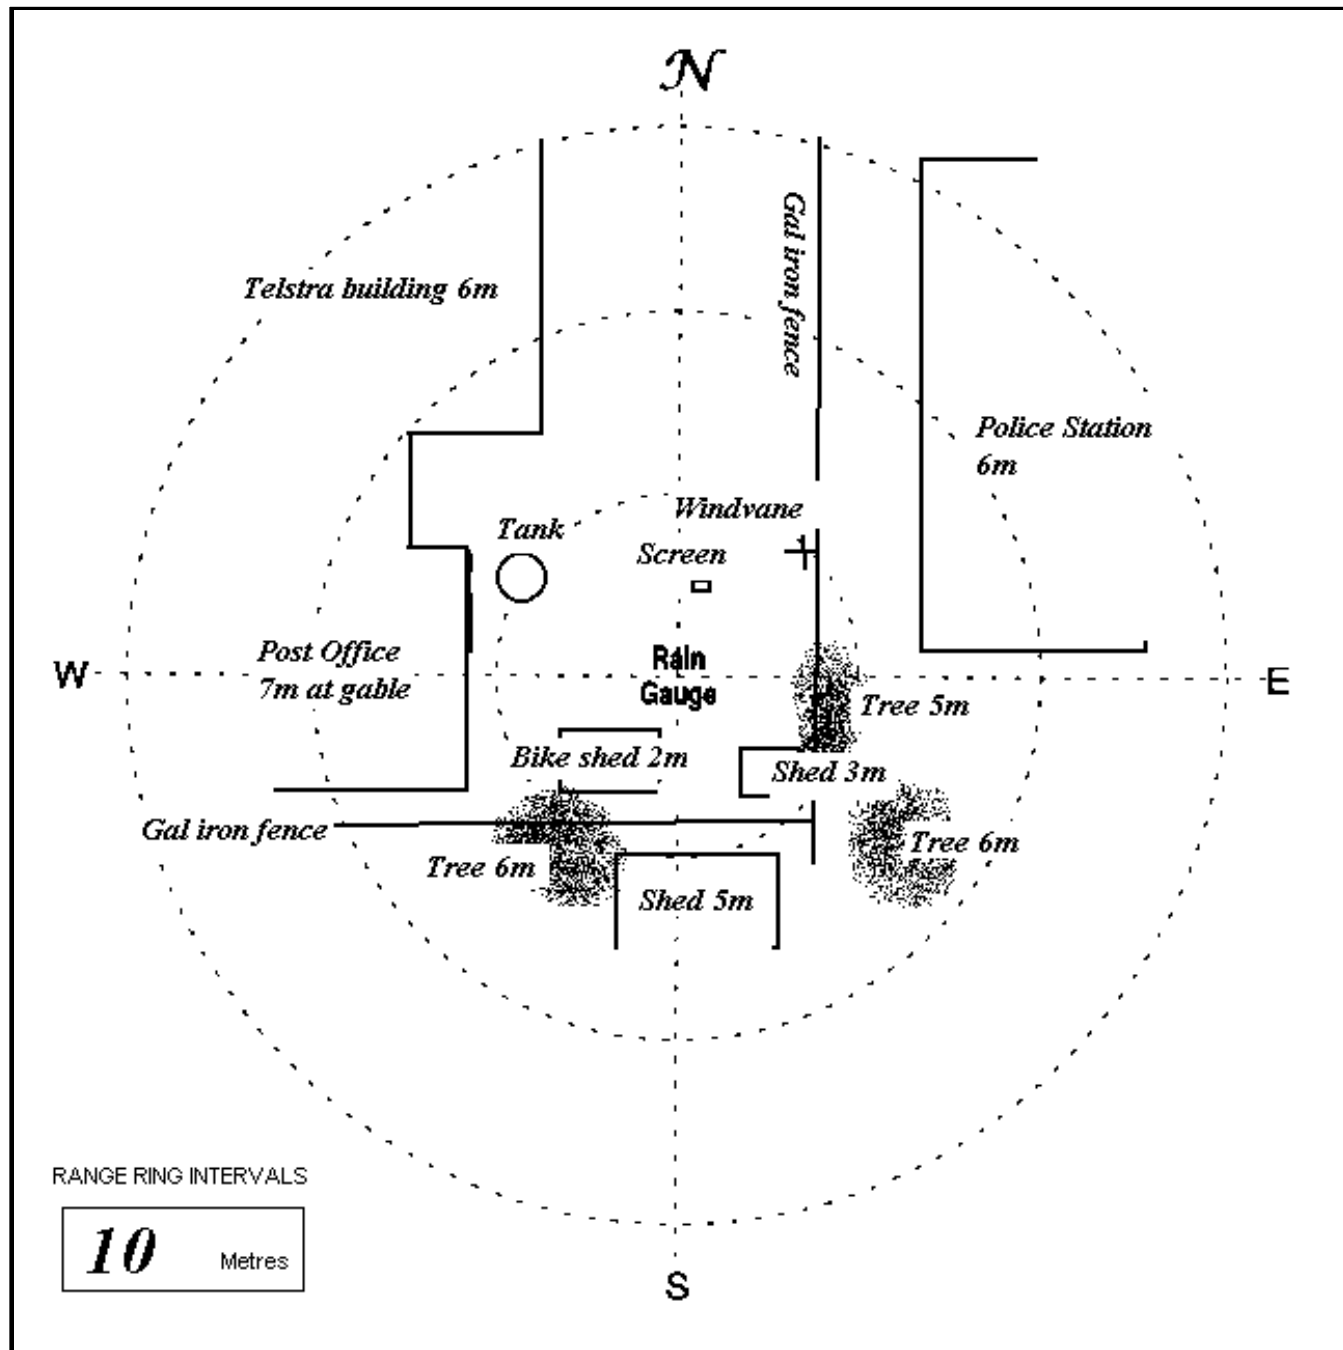 N
Gal iron fence
Telstra building 6m
Police Station
6m
Windvane
Tank
Screen
Post Office
7m at gable
Rain
Gauge
W
E
Tree 5m
Bike shed 2m
Shed 3m
Gal iron fence
Tree 6m
Tree 6m
Shed 5m
RANGE RING INTERVALS
10 Metres
S